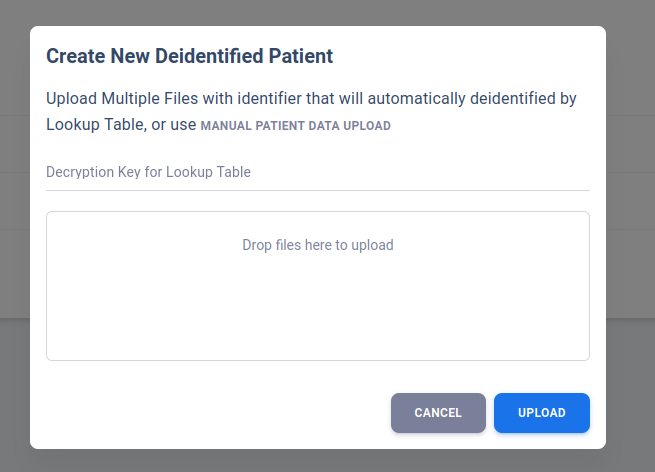 Create New Deidentified Patient
Upload Multiple Files with identifier that will automatically deidentified by
Lookup Table, or use MANUAL PATIENT DATA UPLOAD
Decryption Key for Lookup Table
Drop files here to upload
CANCEL UPLOAD